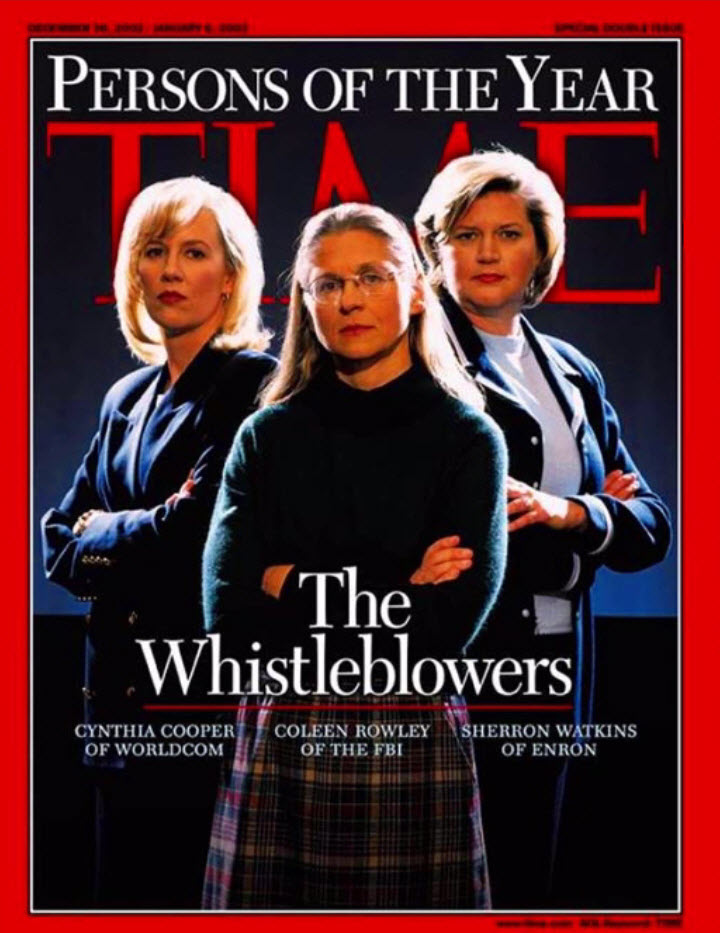 DECEMBER 30, 2002 / JANUARY 6, 2003 SPECIAL DOUBLE ISSUE
PERSONS OF THE YEAR
TIME
The
Whistleblowers
CYNTHIA COOPER COLEEN ROWLEY SHERRON WATKINS
OF WORLDCOM OF THE FBI OF ENRON
www.time.com AOL Keyword: TIME